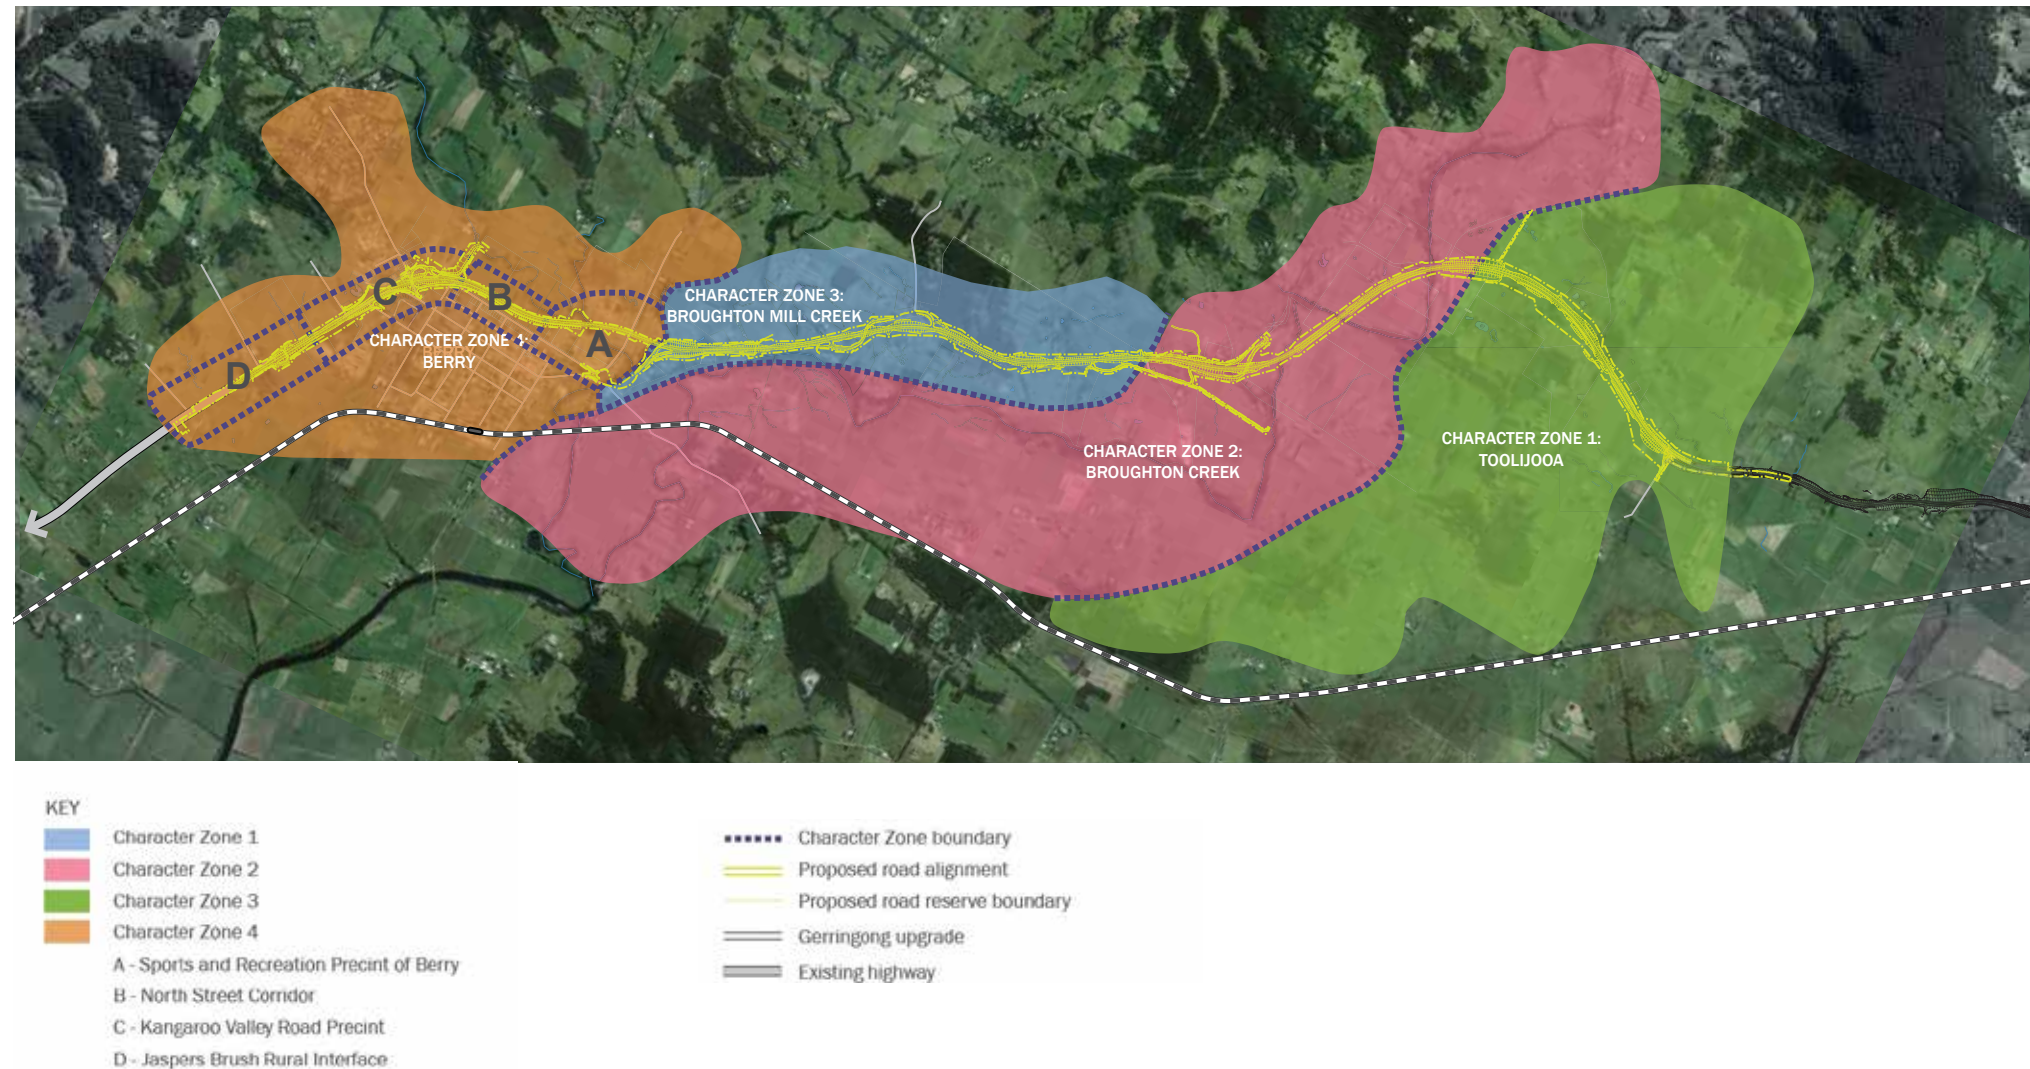 CHARACTER ZONE 3:
BROUGHTON MILL CREEK
C
B
A
D
CHARACTER ZONE 1:
BERRY
CHARACTER ZONE 2:
BROUGHTON CREEK
CHARACTER ZONE 1:
TOOLIJOOA
KEY
Character Zone 1
Character Zone 2
Character Zone 3
Character Zone 4
A - Sports and Recreation Precint of Berry
B - North Street Corridor
C - Kangaroo Valley Road Precint
D - Jaspers Brush Rural Interface
Character Zone boundary
Proposed road alignment
Proposed road reserve boundary
Gerringong upgrade
Existing highway